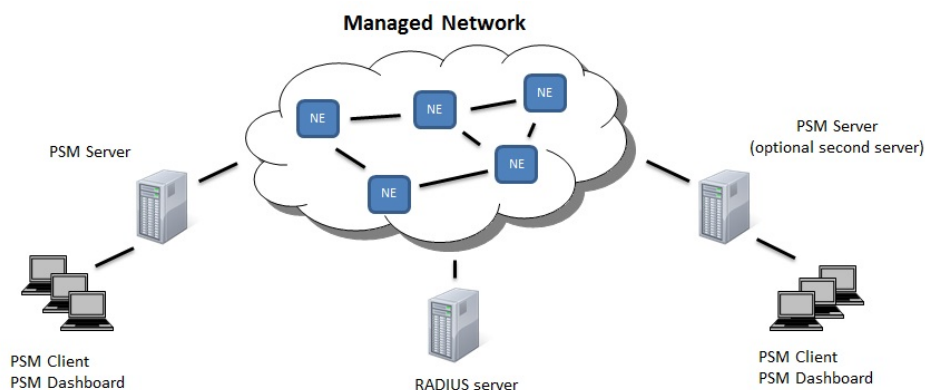 Managed Network
NE
NE
NE
NE
NE
PSM Server
PSM Server
(optional second server)
PSM Client
PSM Dashboard
RADIUS server
PSM Client
PSM Dashboard